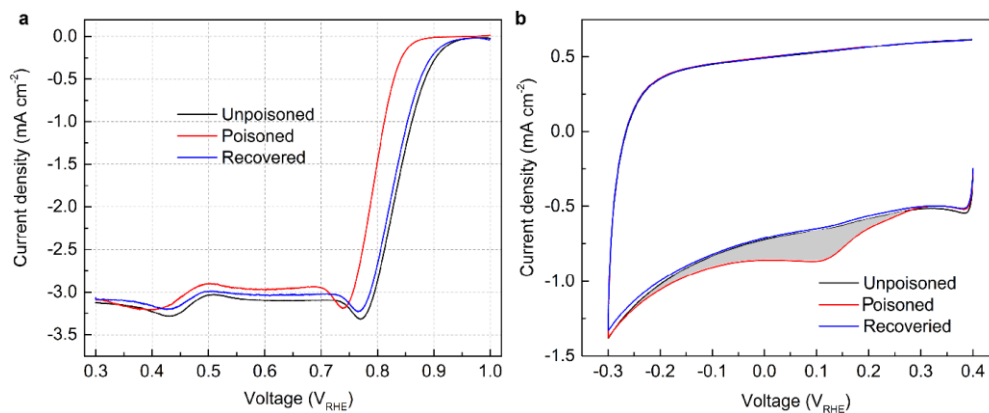 a
0.0
-0.5
-1.0
-1.5
-2.0
-2.5
-3.0
-3.5
Current density (mA cm-2)
Unpoisoned
Poisoned
Recovered
0.3 0.4 0.5 0.6 0.7 0.8 0.9 1.0
Voltage (VRHE)
b
0.5
0.0
-0.5
-1.0
-1.5
Current density (mA cm-2)
Unpoisoned
Poisoned
Recoveried
-0.3 -0.2 -0.1 0.0 0.1 0.2 0.3 0.4
Voltage (VRHE)